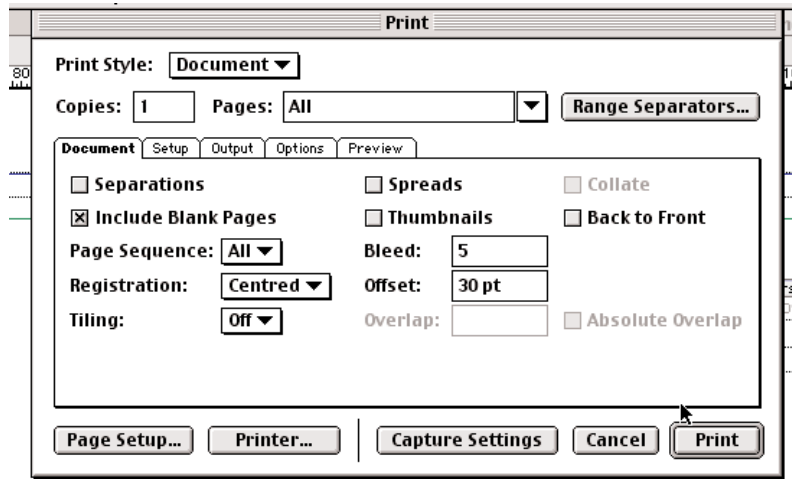 Print
80
Print Style: Document
Copies: 1 Pages: All Range Separators...
Document Setup Output Options Preview
Separations Spreads Collate
Include Blank Pages Thumbnails Back to Front
Page Sequence: All Bleed: 5
Registration: Centred Offset: 30 pt
Tiling: Off Overlap: Absolute Overlap
Page Setup... Printer... Capture Settings Cancel Print